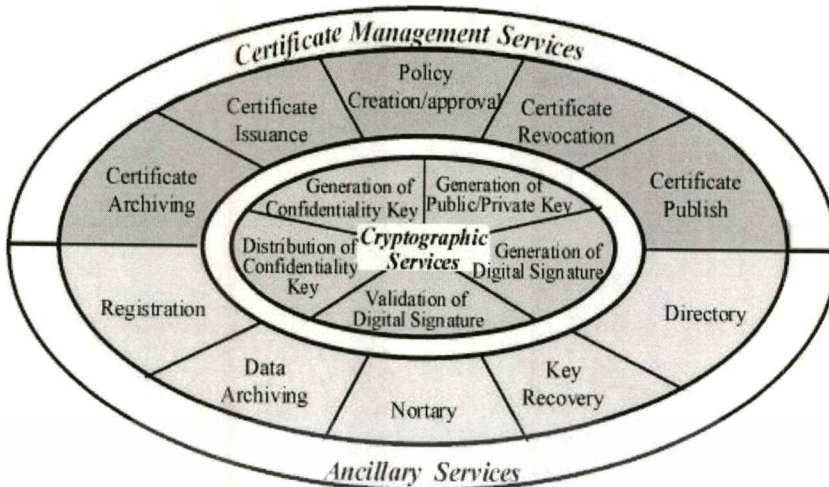 Certificate Management Services
Policy
Creation/approval
Certificate
Issuance
Certificate
Revocation
Certificate
Archiving
Certificate
Publish
Generation of
Confidentiality Key
Generation of
Public/Private Key
Cryptographic
Services
Distribution of
Confidentiality
Key
Generation of
Digital Signature
Validation of
Digital Signature
Registration
Directory
Data
Archiving
Nortary
Key
Recovery
Ancillary Services